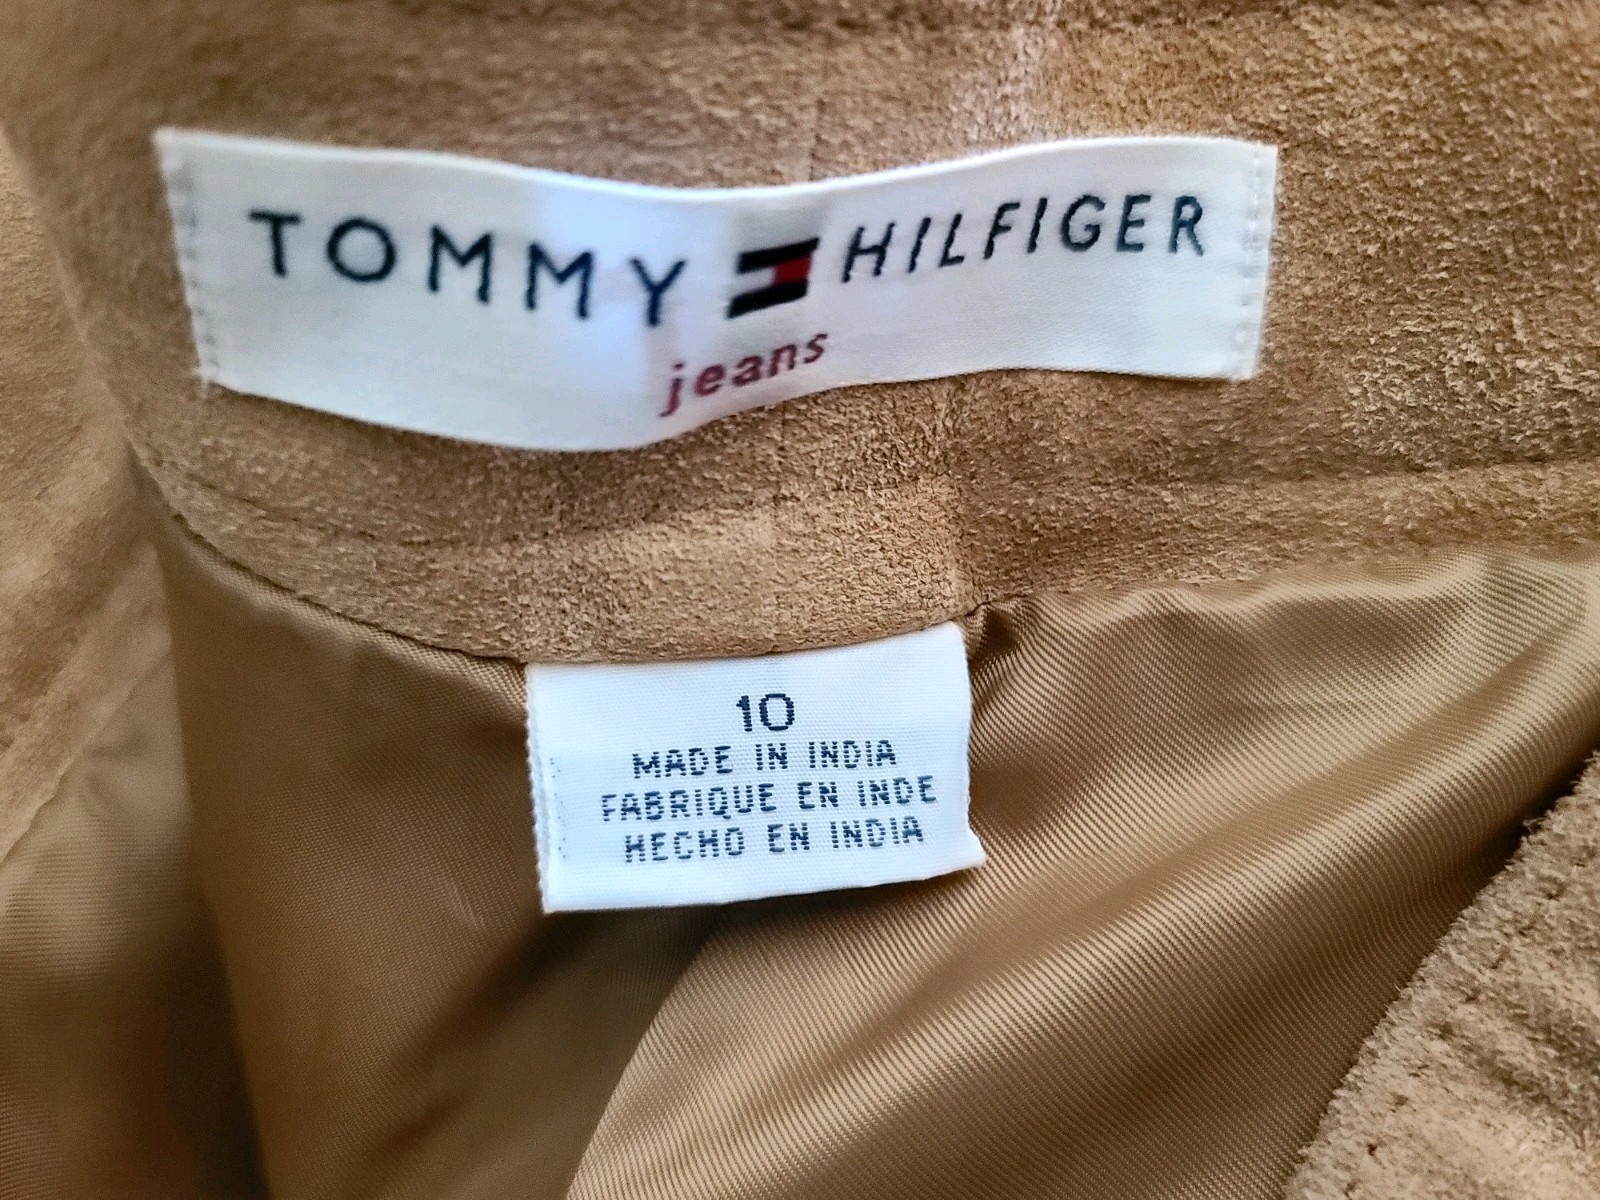 TOMMY HILFIGER
jeans
10
MADE IN INDIA
FABRIQUE EN INDE
HECHO EN INDIA